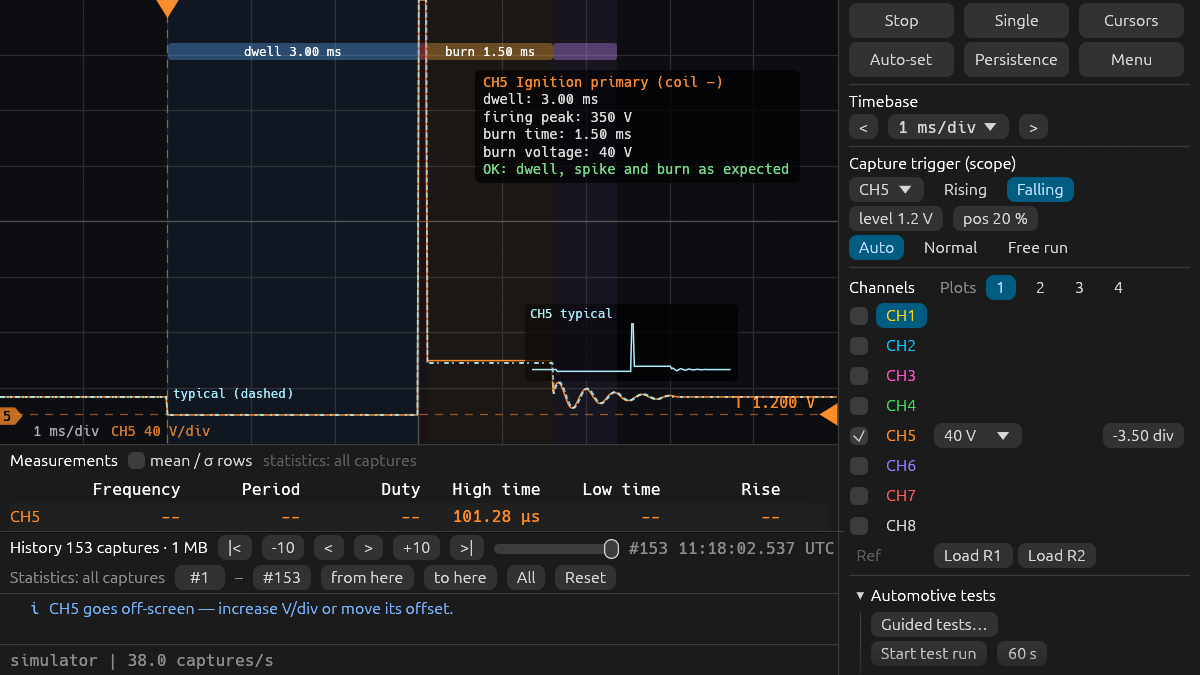 dwell 3.00 ms
burn 1.50 ms
CH5 Ignition primary (coil −)
dwell: 3.00 ms
firing peak: 350 V
burn time: 1.50 ms
burn voltage: 40 V
OK: dwell, spike and burn as expected
CH5 typical
typical (dashed)
T 1.200 V
5
1 ms/div CH5 40 V/div
Measurements mean / σ rows statistics: all captures
Frequency Period Duty High time Low time Rise
CH5 -- -- -- 101.28 µs -- --
History 153 captures · 1 MB |< -10 < > +10 >| #153 11:18:02.537 UTC
Statistics: all captures #1 – #153 from here to here All Reset
i CH5 goes off-screen — increase V/div or move its offset.
simulator | 38.0 captures/s
Stop Single Cursors
Auto-set Persistence Menu
Timebase
< 1 ms/div >
Capture trigger (scope)
CH5 Rising Falling
level 1.2 V pos 20 %
Auto Normal Free run
Channels Plots 1 2 3 4
CH1
CH2
CH3
CH4
CH5 40 V -3.50 div
CH6
CH7
CH8
Ref Load R1 Load R2
Automotive tests
Guided tests…
Start test run 60 s